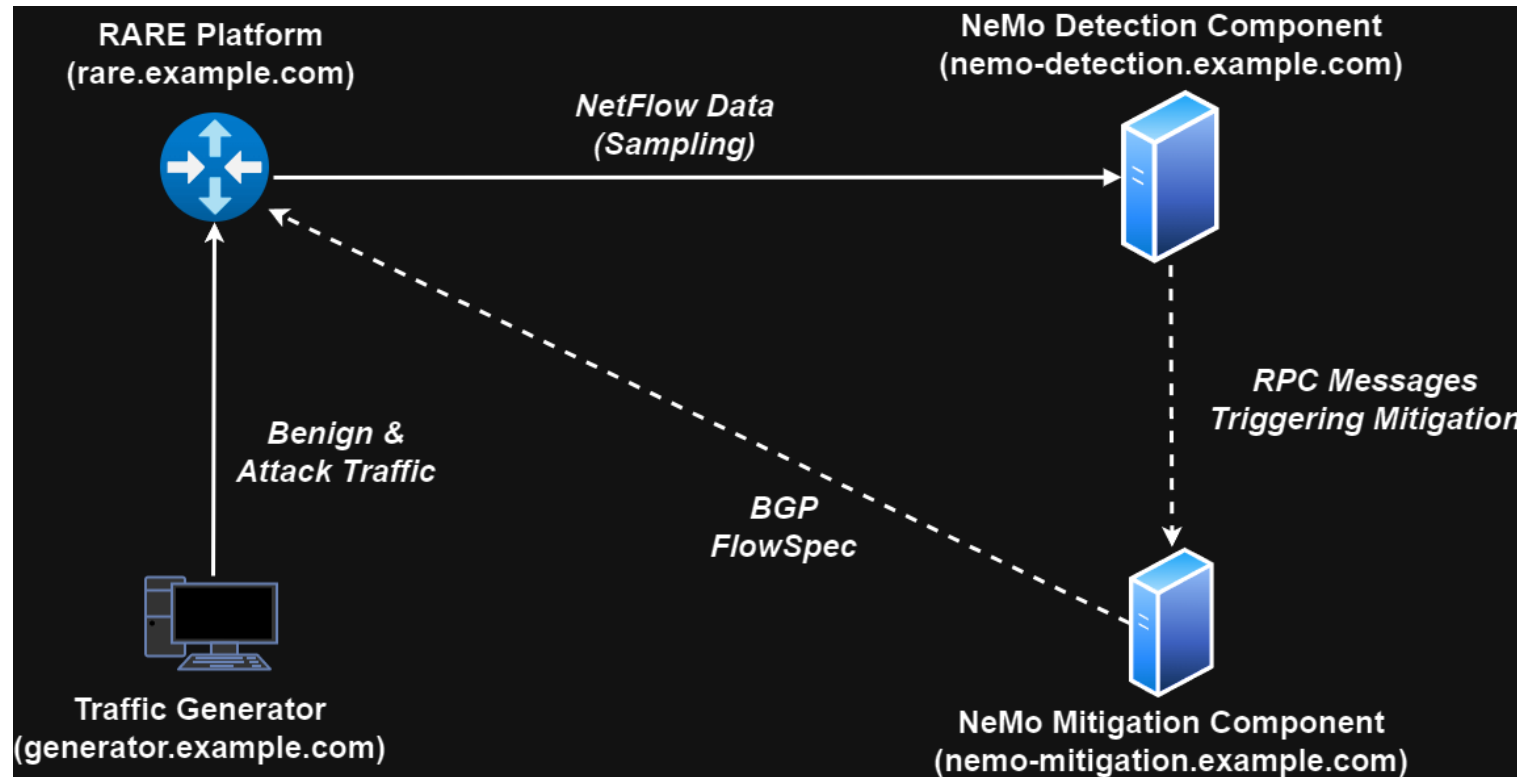 RARE Platform
(rare.example.com)
NeMo Detection Component
(nemo-detection.example.com)
NetFlow Data
(Sampling)
RPC Messages
Triggering Mitigation
Benign &
Attack Traffic
BGP
FlowSpec
Traffic Generator
(generator.example.com)
NeMo Mitigation Component
(nemo-mitigation.example.com)